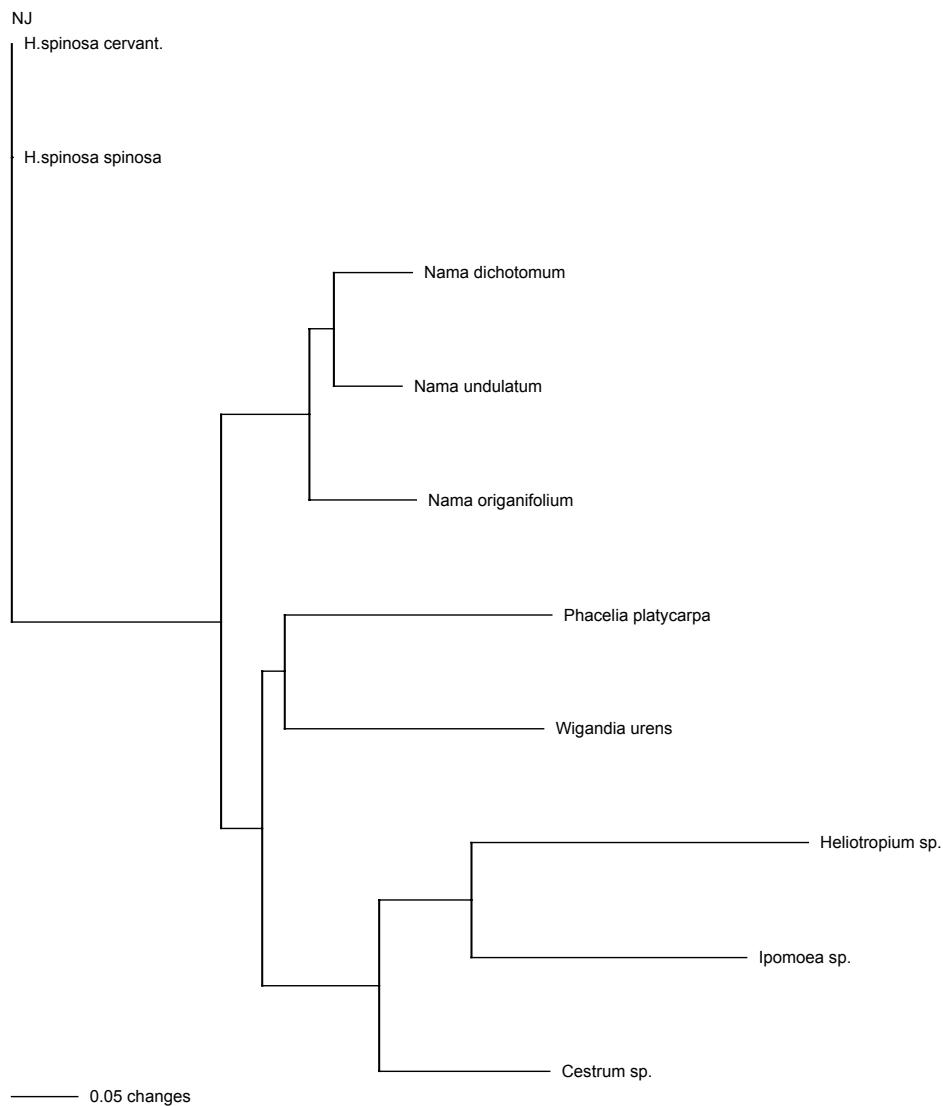 NJ
H.spinosa cervant.
H.spinosa spinosa
Nama dichotomum
Nama undulatum
Nama origanifolium
Phacelia platycarpa
Wigandia urens
Heliotropium sp.
Ipomoea sp.
Cestrum sp.
0.05 changes